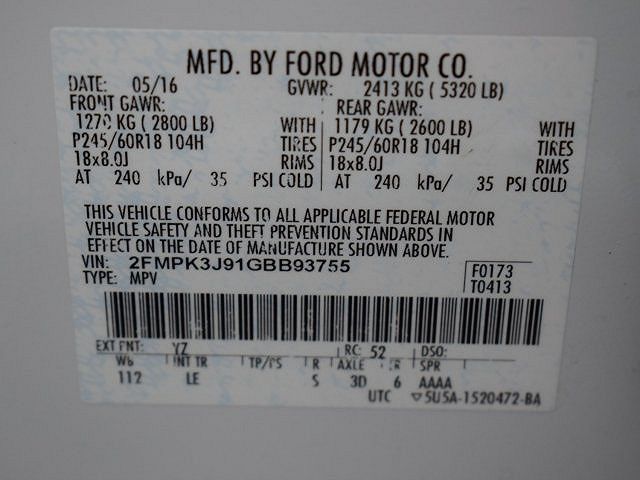 MFD. BY FORD MOTOR CO.
DATE: 05/16 GVWR: 2413 KG ( 5320 LB)
FRONT GAWR: REAR GAWR:
1270 KG ( 2800 LB) WITH 1179 KG ( 2600 LB) WITH
P245/60R18 104H TIRES P245/60R18 104H TIRES
18x8.0J RIMS 18x8.0J RIMS
AT 240 kPa/ 35 PSI COLD AT 240 kPa/ 35 PSI COLD
THIS VEHICLE CONFORMS TO ALL APPLICABLE FEDERAL MOTOR
VEHICLE SAFETY AND THEFT PREVENTION STANDARDS IN
EFFECT ON THE DATE OF MANUFACTURE SHOWN ABOVE.
VIN: 2FMPK3J91GBB93755 F0173
TYPE: MPV T0413
EXT PNT: YZ RC: 52 DSO:
WB INT TR TP/PS R AXLE TR SPR
112 LE S 3D 6 AAAA
UTC ▽5U5A-1520472-BA